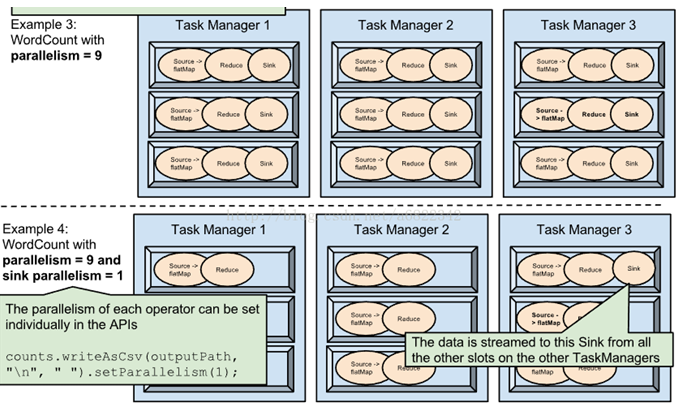 Example 3:
WordCount with
parallelism = 9
Task Manager 1
Source ->
flatMap
Reduce
Sink
Source ->
flatMap
Reduce
Sink
Source ->
flatMap
Reduce
Sink
Task Manager 2
Source ->
flatMap
Reduce
Sink
Source ->
flatMap
Reduce
Sink
Source ->
flatMap
Reduce
Sink
Task Manager 3
Source ->
flatMap
Reduce
Sink
Source -
> flatMap
Reduce
Sink
Source ->
flatMap
Reduce
Sink
Example 4:
WordCount with
parallelism = 9 and
sink parallelism = 1
The parallelism of each operator can be set
individually in the APIs
counts.writeAsCsv(outputPath,
"\n", " ").setParallelism(1);
Task Manager 1
Source ->
flatMap
Reduce
Task Manager 2
Source ->
flatMap
Reduce
Source ->
flatMap
Reduce
flatMap
Task Manager 3
Source ->
flatMap
Reduce
Sink
Source -
> flatMap
Reduce
flatMap
The data is streamed to this Sink from all
the other slots on the other TaskManagers